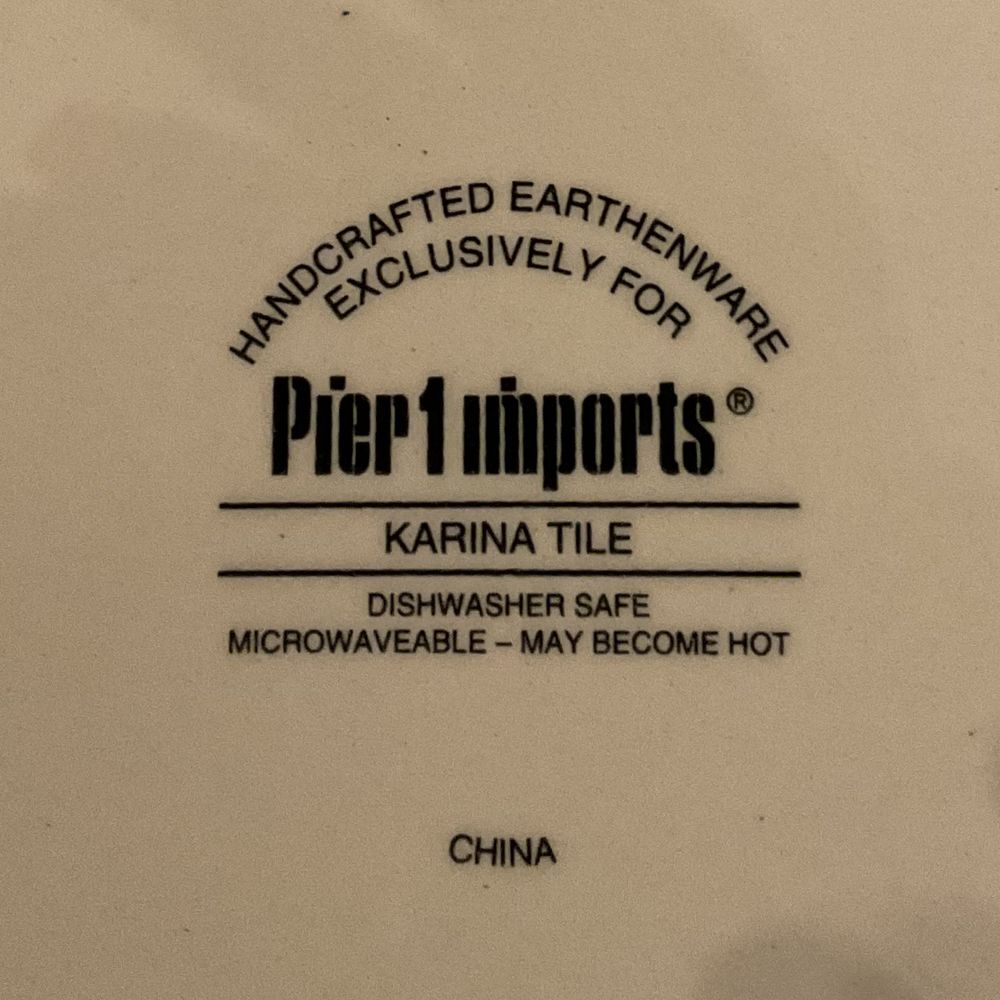 HANDCRAFTED EARTHENWARE
EXCLUSIVELY FOR
Pier 1 imports®
KARINA TILE
DISHWASHER SAFE
MICROWAVEABLE – MAY BECOME HOT
CHINA